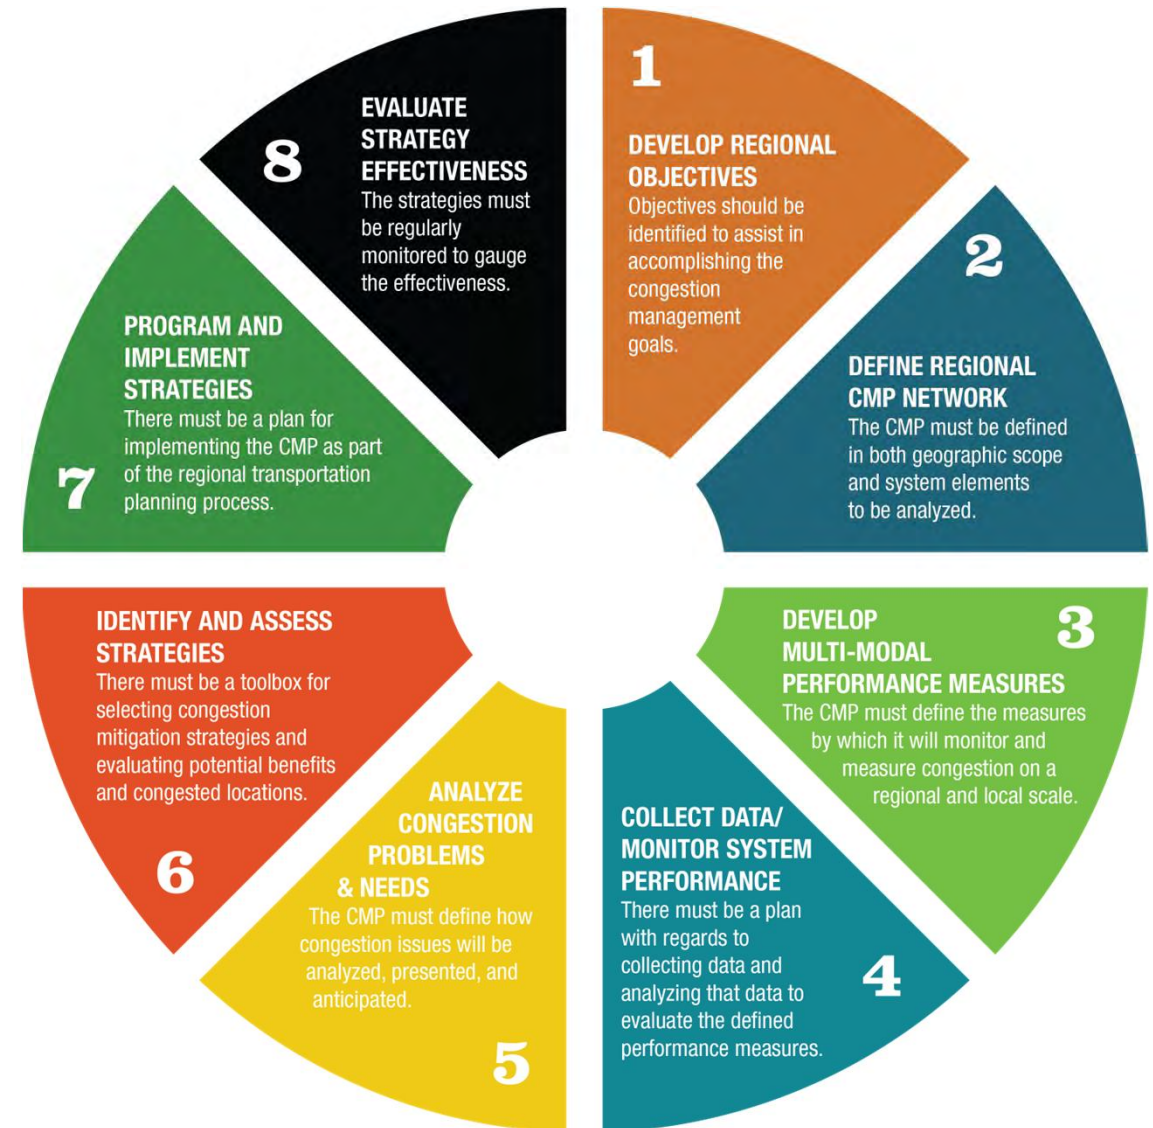 1
DEVELOP REGIONAL
OBJECTIVES
Objectives should be
identified to assist in
accomplishing the
congestion
management
goals.
2
DEFINE REGIONAL
CMP NETWORK
The CMP must be defined
in both geographic scope
and system elements
to be analyzed.
3
DEVELOP
MULTI-MODAL
PERFORMANCE MEASURES
The CMP must define the measures
by which it will monitor and
measure congestion on a
regional and local scale.
COLLECT DATA/
MONITOR SYSTEM
PERFORMANCE
There must be a plan
with regards to
collecting data and
analyzing that data to
evaluate the defined
performance measures.
4
ANALYZE
CONGESTION
PROBLEMS
& NEEDS
The CMP must define how
congestion issues will be
analyzed, presented, and
anticipated.
5
IDENTIFY AND ASSESS
STRATEGIES
There must be a toolbox for
selecting congestion
mitigation strategies and
evaluating potential benefits
and congested locations.
6
PROGRAM AND
IMPLEMENT
STRATEGIES
There must be a plan for
implementing the CMP as part
of the regional transportation
planning process.
7
EVALUATE
STRATEGY
EFFECTIVENESS
The strategies must
be regularly
monitored to gauge
the effectiveness.
8